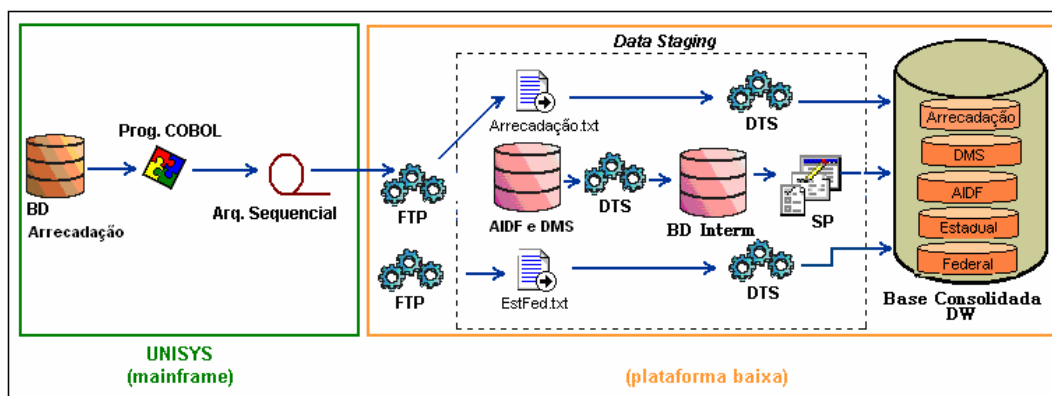 Data Staging
Prog. COBOL
BD
Arrecadação
Arq. Sequencial
FTP
Arrecadação.txt
DTS
AIDF e DMS
DTS
BD Interm
SP
FTP
EstFed.txt
DTS
Arrecadação
DMS
AIDF
Estadual
Federal
Base Consolidada
DW
UNISYS
(mainframe)
(plataforma baixa)